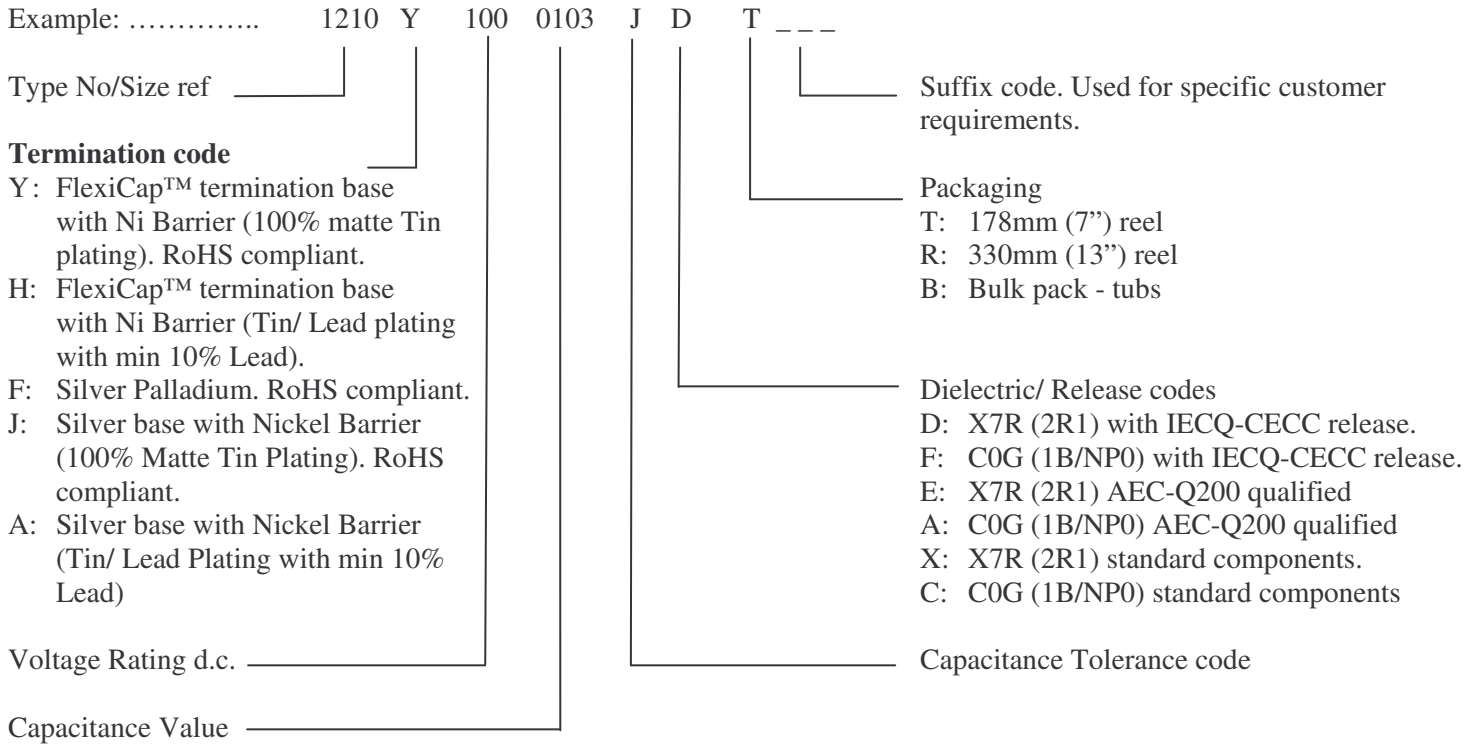 Example: ………….. 1210 Y 100 0103 J D T _ _ _
Type No/Size ref
Termination code
Y: FlexiCap™ termination base
with Ni Barrier (100% matte Tin
plating). RoHS compliant.
H: FlexiCap™ termination base
with Ni Barrier (Tin/ Lead plating
with min 10% Lead).
F: Silver Palladium. RoHS compliant.
J: Silver base with Nickel Barrier
(100% Matte Tin Plating). RoHS
compliant.
A: Silver base with Nickel Barrier
(Tin/ Lead Plating with min 10%
Lead)
Voltage Rating d.c.
Capacitance Value
Suffix code. Used for specific customer
requirements.
Packaging
T: 178mm (7”) reel
R: 330mm (13”) reel
B: Bulk pack - tubs
Dielectric/ Release codes
D: X7R (2R1) with IECQ-CECC release.
F: C0G (1B/NP0) with IECQ-CECC release.
E: X7R (2R1) AEC-Q200 qualified
A: C0G (1B/NP0) AEC-Q200 qualified
X: X7R (2R1) standard components.
C: C0G (1B/NP0) standard components
Capacitance Tolerance code